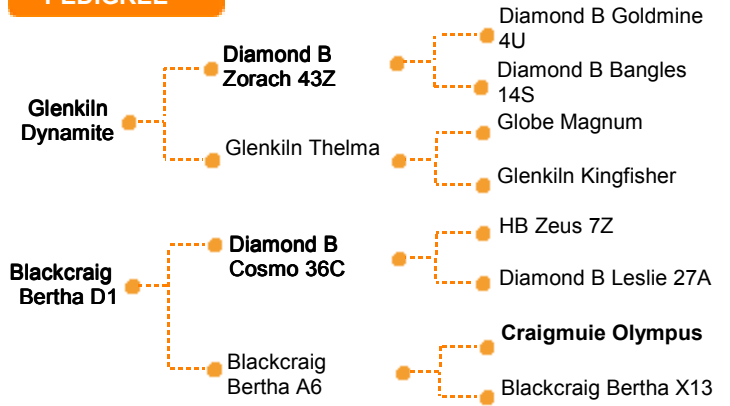 PEDIGREE
Glenkiln
Dynamite
Diamond B
Zorach 43Z
Diamond B Goldmine
4U
Diamond B Bangles
14S
Glenkiln Thelma
Globe Magnum
Glenkiln Kingfisher
Blackcraig
Bertha D1
Diamond B
Cosmo 36C
HB Zeus 7Z
Diamond B Leslie 27A
Blackcraig
Bertha A6
Craigmuie Olympus
Blackcraig Bertha X13